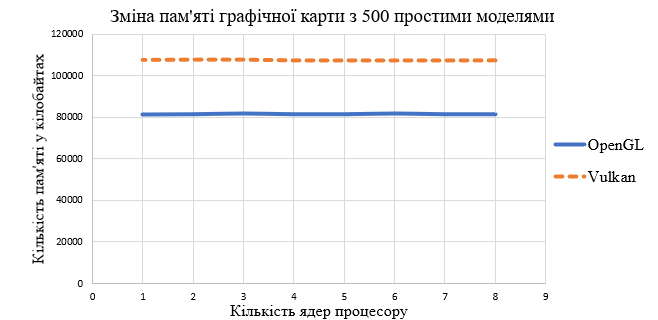 Зміна пам'яті графічної карти з 500 простими моделями
Кількість пам'яті у кілобайтах
120000
100000
80000
60000
40000
20000
0
0 1 2 3 4 5 6 7 8 9
Кількість ядер процесору
OpenGL
Vulkan